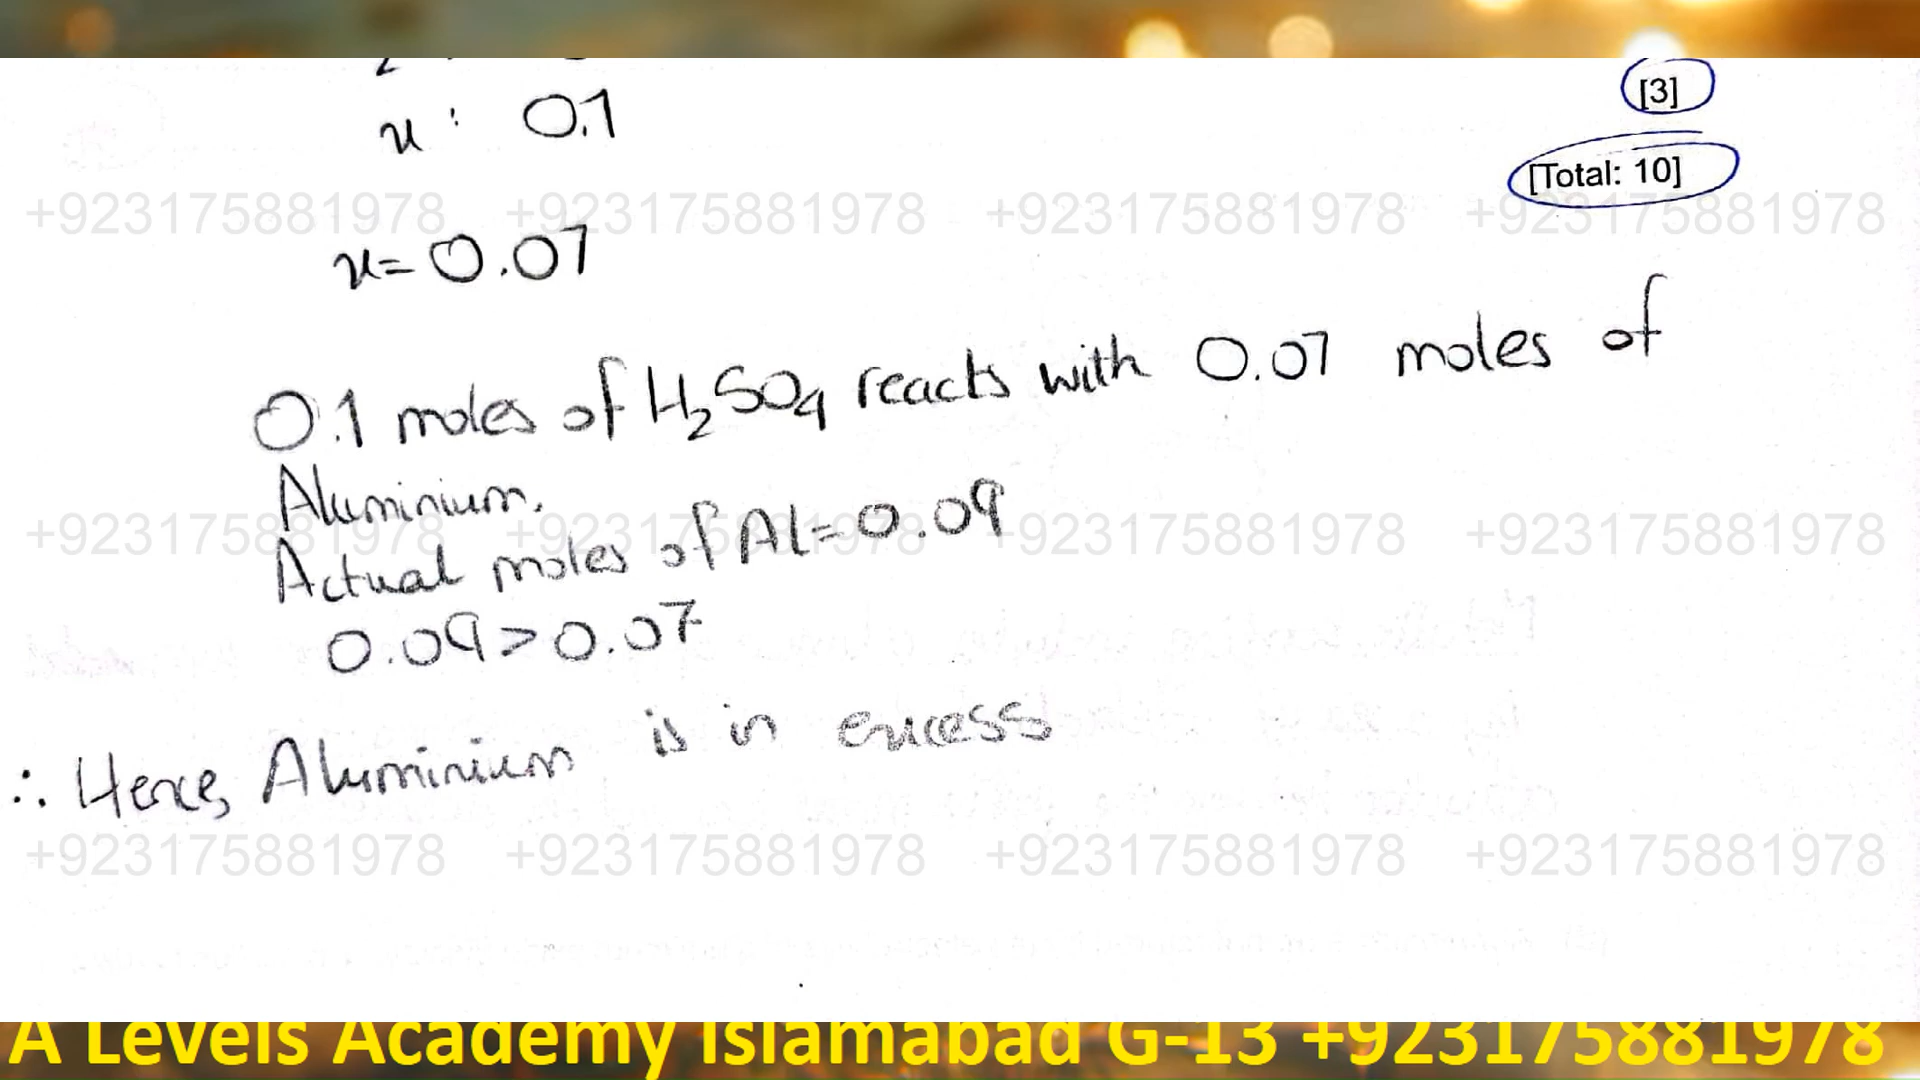 [3]
x : 0.1
[Total: 10]
+923175881978 +923175881978 +923175881978 +923175881978
x = 0.07
0.1 moles of H₂SO₄ reacts with 0.07 moles of
Aluminium.
+923175881978 +923175881978 +923175881978 +923175881978
Actual moles of Al = 0.09
0.09 > 0.07
∴ Hence, Aluminium is in excess
+923175881978 +923175881978 +923175881978 +923175881978
A Levels Academy Islamabad G-13 +923175881978